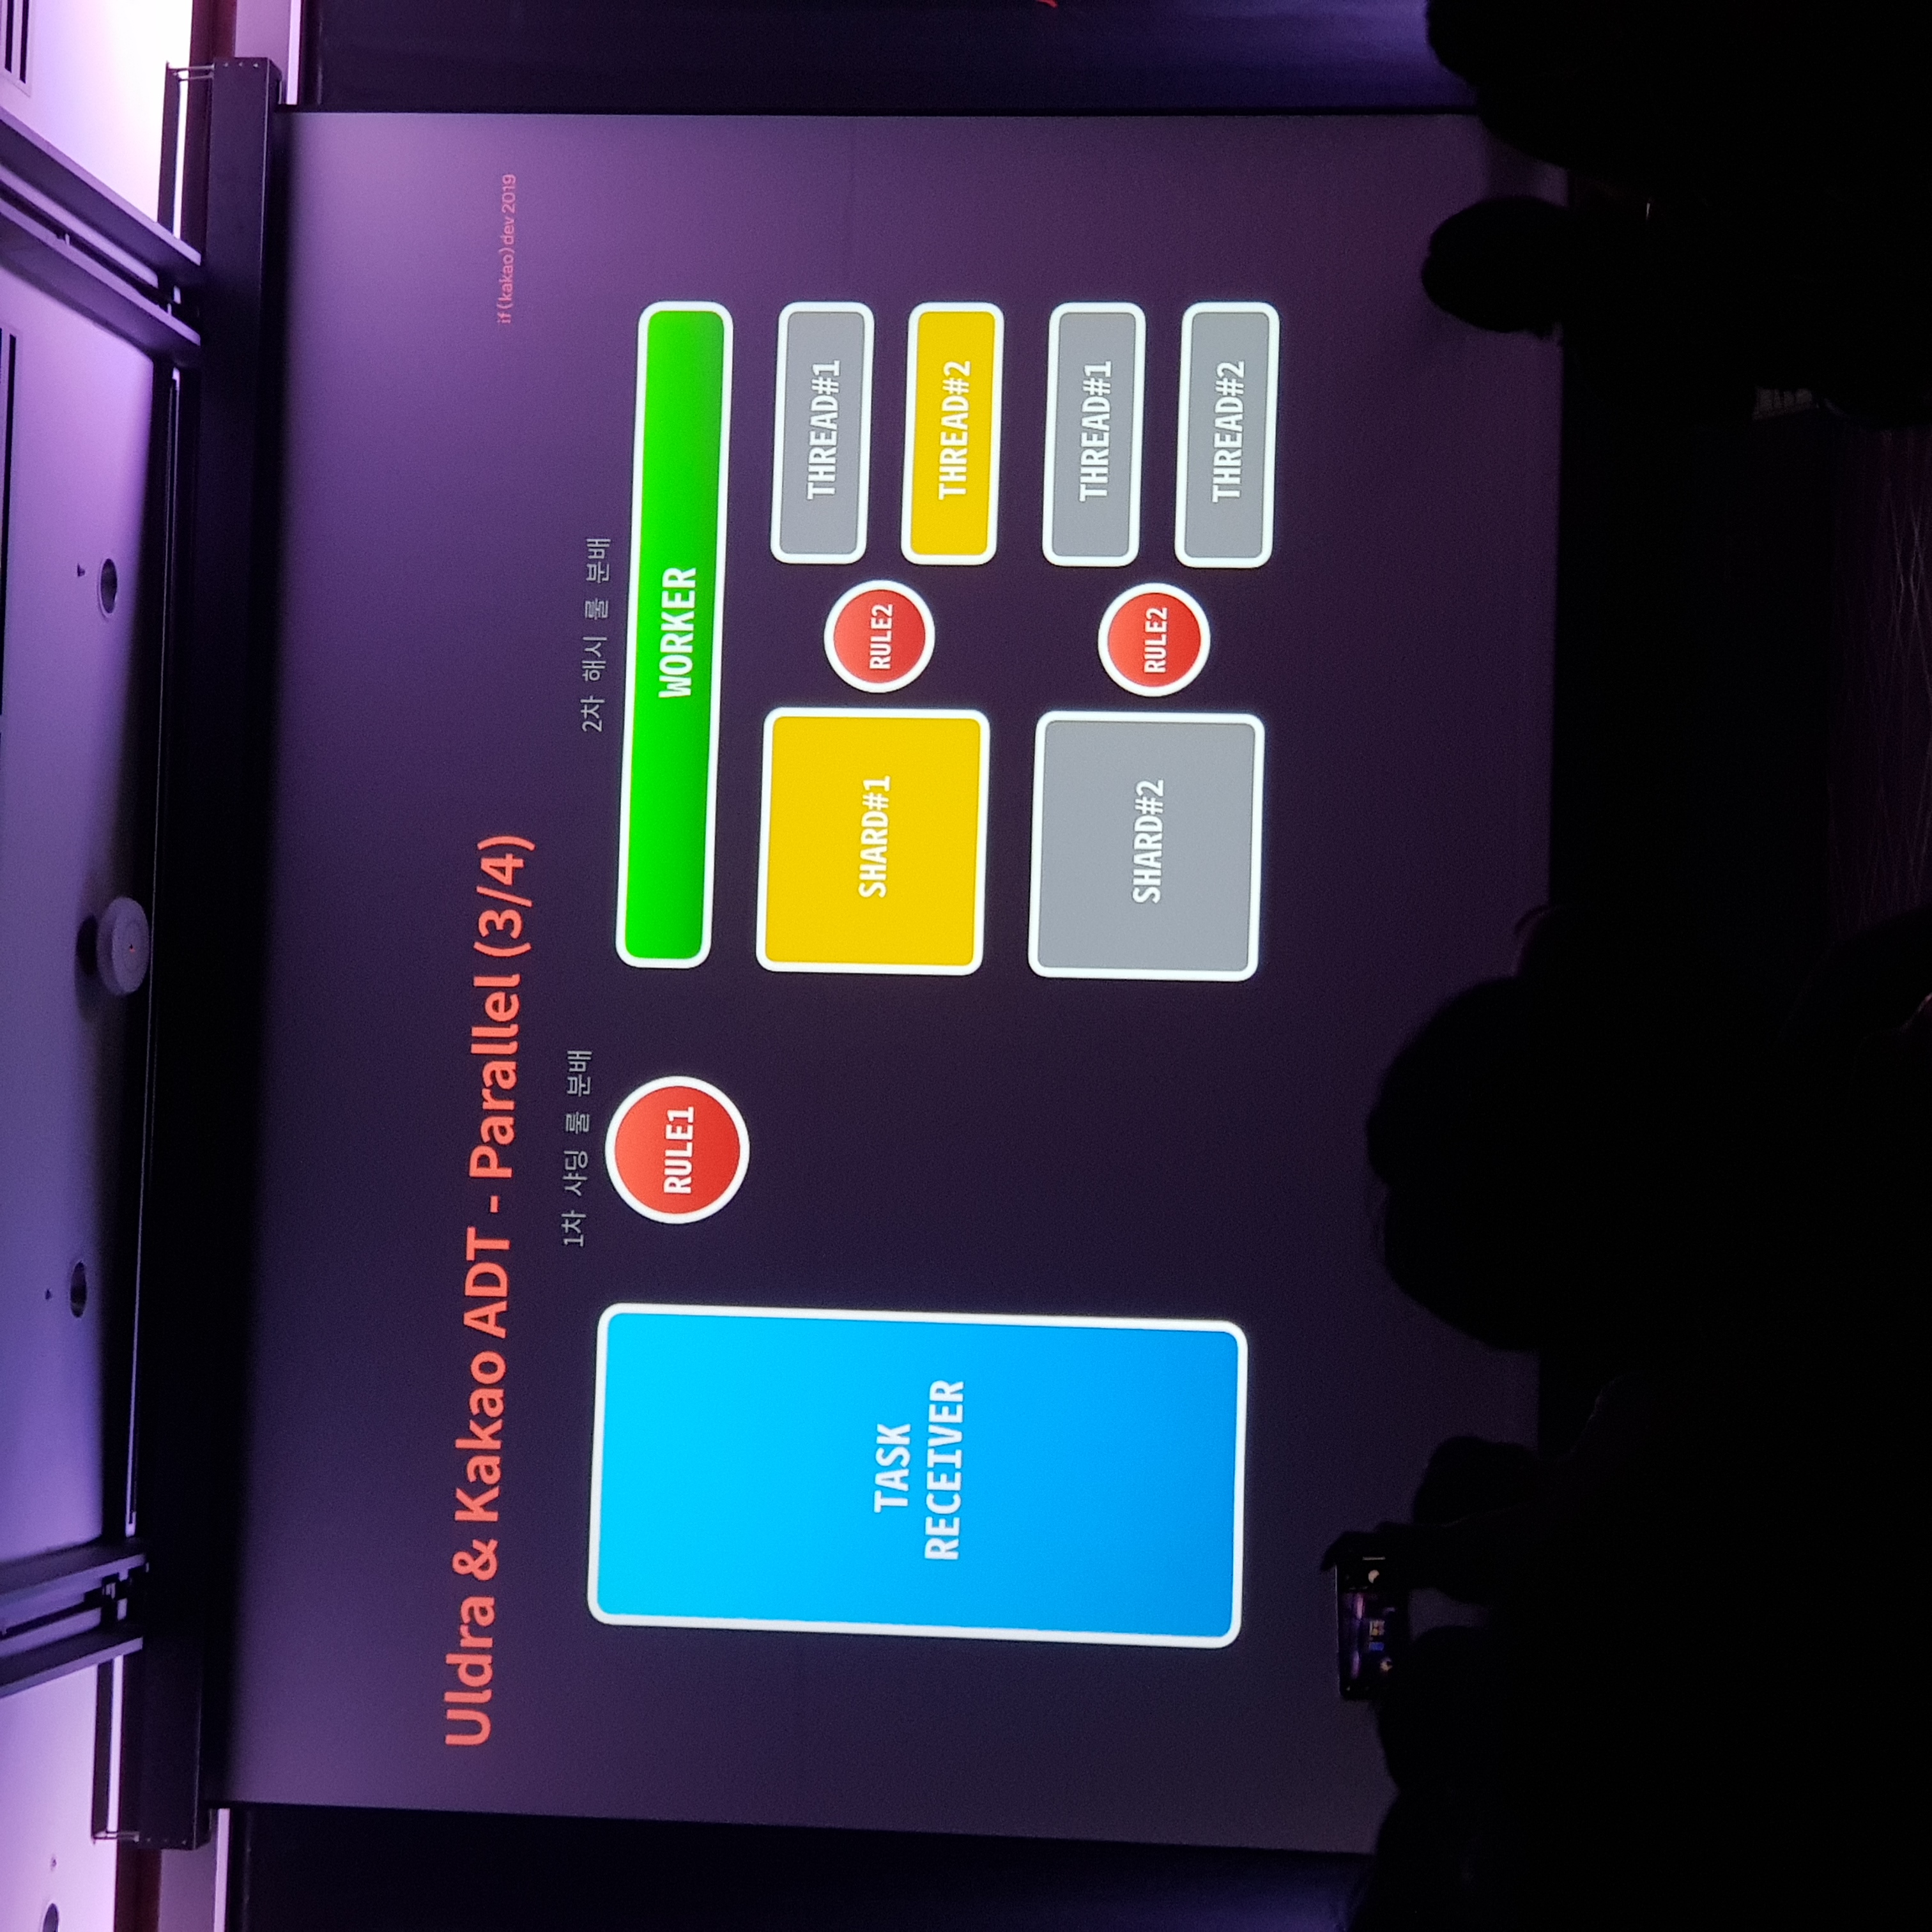 Uldra & Kakao ADT - Parallel (3/4)
if(kakao)dev 2019
1차 샤딩 룰 분배
2차 해시 룰 분배
TASK
RECEIVER
RULE1
WORKER
SHARD#1
RULE2
THREAD#1
THREAD#2
SHARD#2
RULE2
THREAD#1
THREAD#2